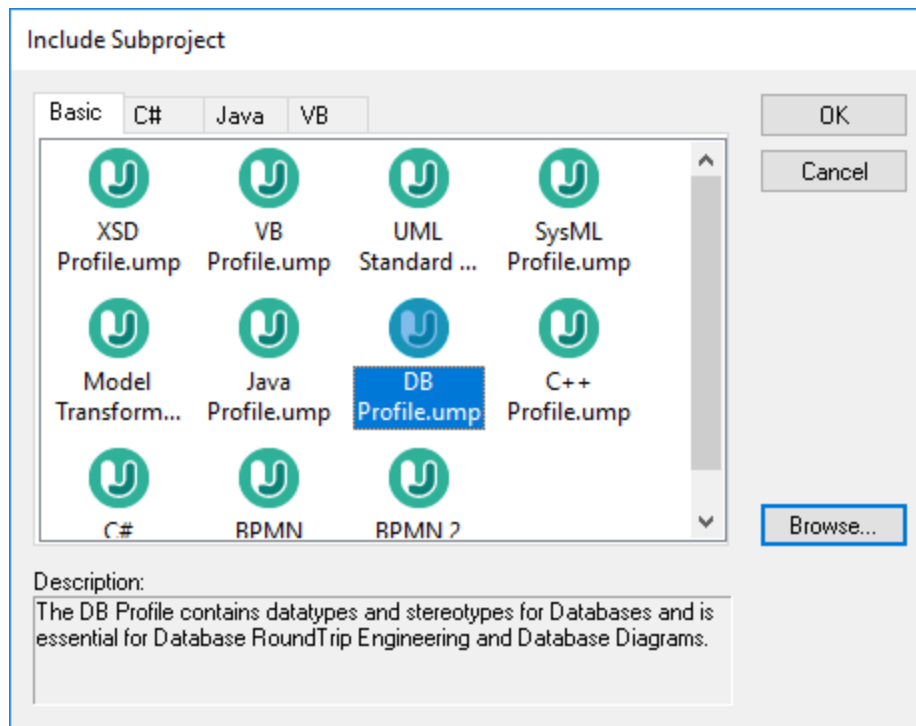 Include Subproject
Basic C# Java VB
OK
Cancel
XSD VB UML SysML
Profile.ump Profile.ump Standard ... Profile.ump
Model Java DB C++
Transform... Profile.ump Profile.ump Profile.ump
C# BPMN BPMN 2
Browse...
Description:
The DB Profile contains datatypes and stereotypes for Databases and is
essential for Database RoundTrip Engineering and Database Diagrams.